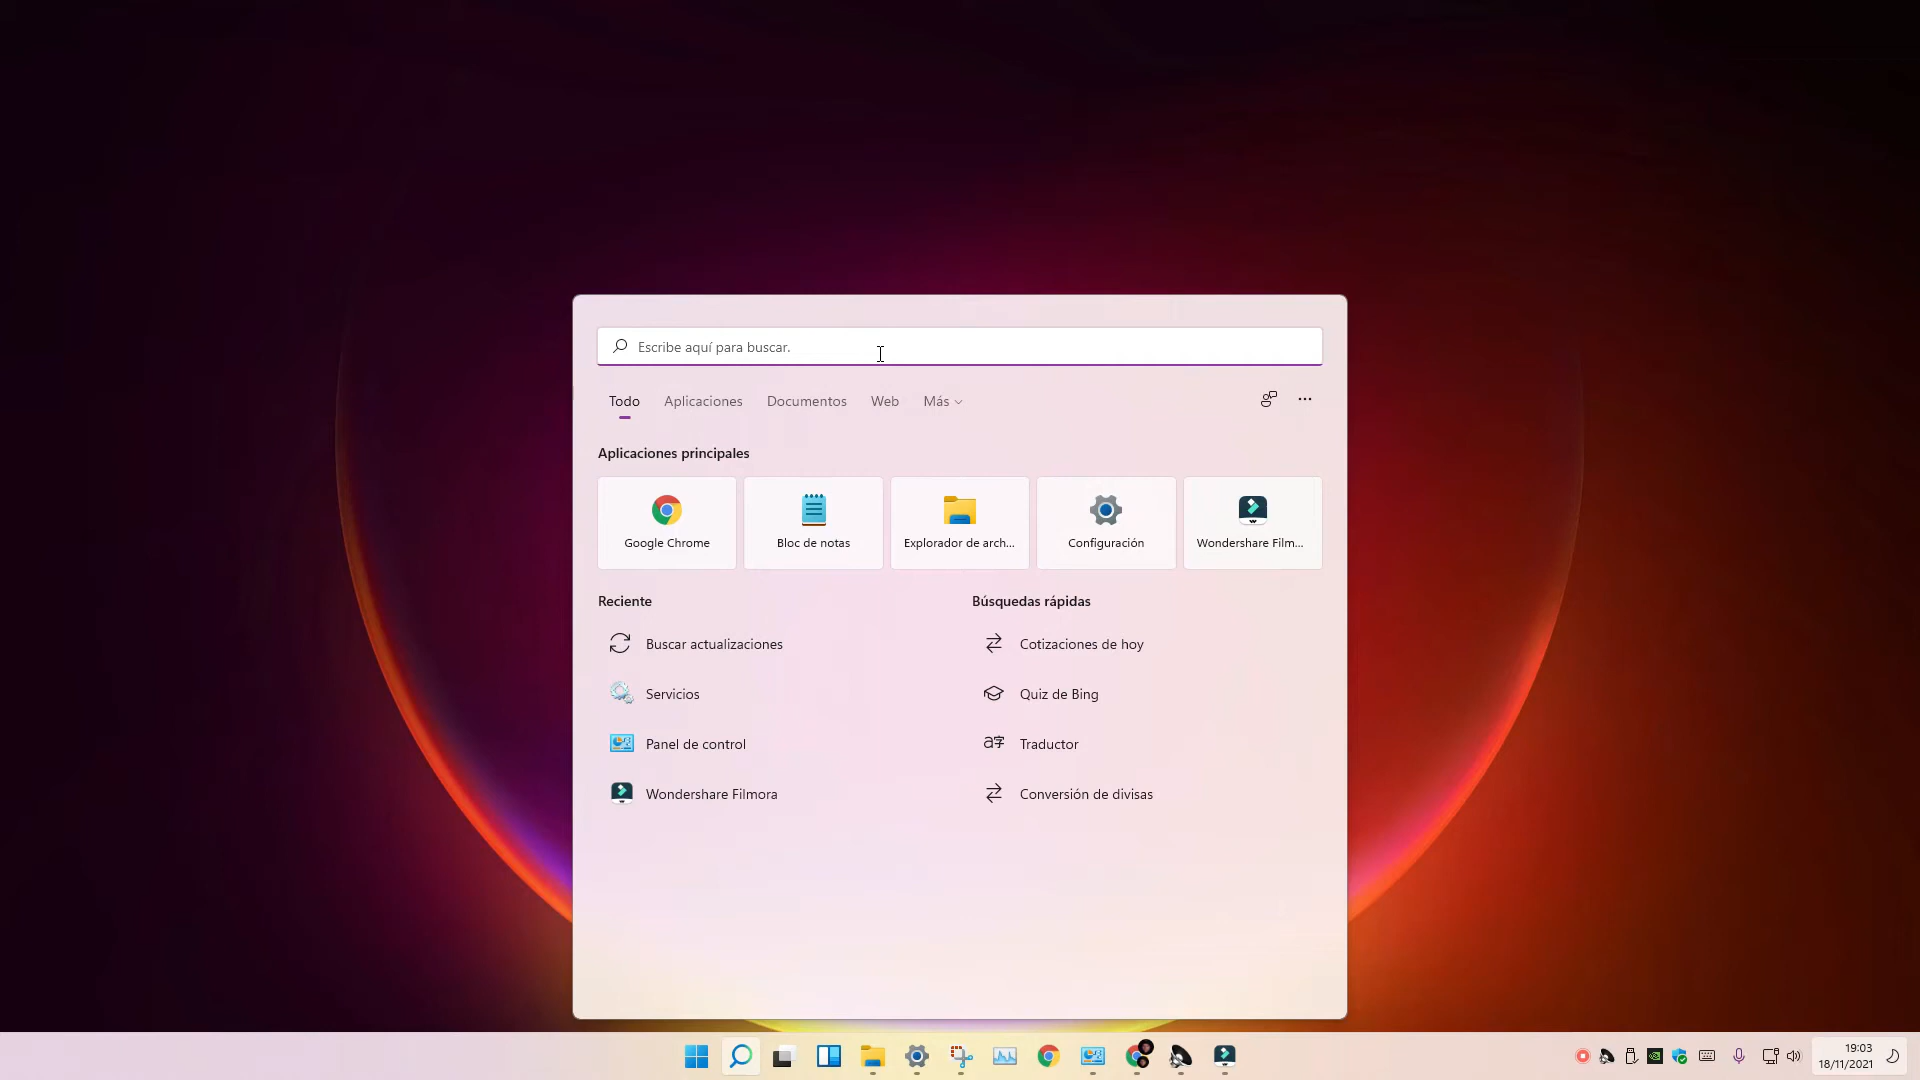 Escribe aquí para buscar.
Todo Aplicaciones Documentos Web Más
Aplicaciones principales
Google Chrome Bloc de notas Explorador de arch... Configuración Wondershare Film...
Reciente
Buscar actualizaciones
Servicios
Panel de control
Wondershare Filmora
Búsquedas rápidas
Cotizaciones de hoy
Quiz de Bing
Traductor
Conversión de divisas
19:03
18/11/2021